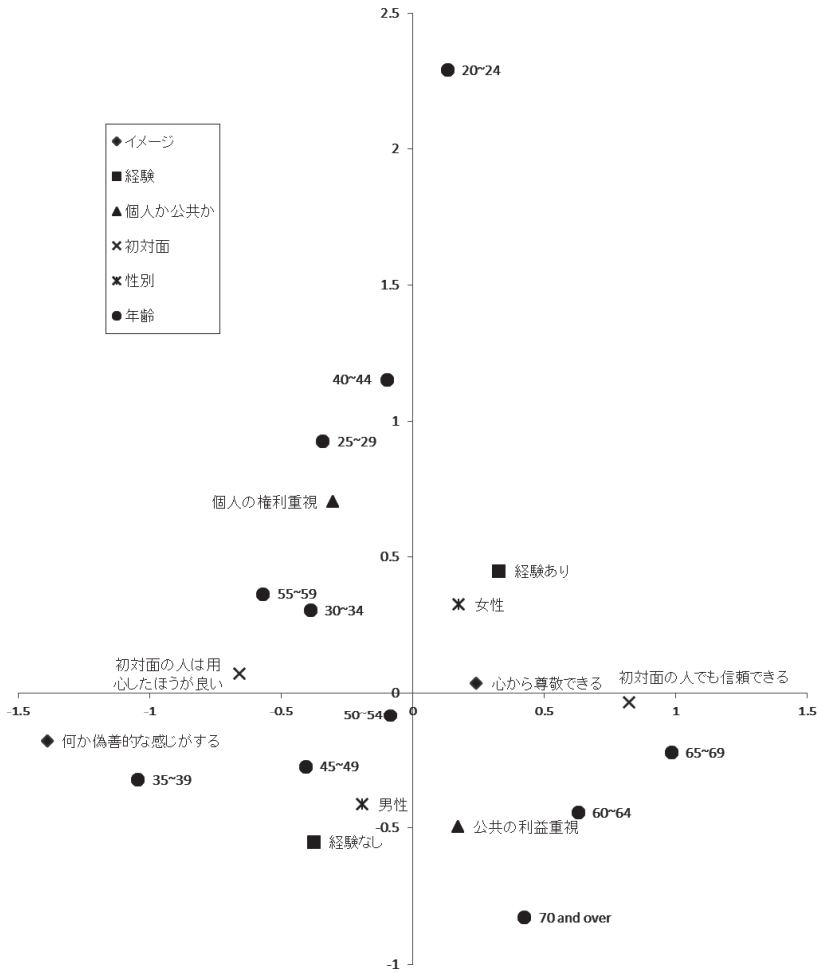 2.5
20~24
イメージ
経験
個人か公共か
初対面
性別
年齢
2
1.5
40~44
1
25~29
個人の権利重視
0.5
経験あり
55~59
女性
30~34
初対面の人は用
心したほうが良い
心から尊敬できる
初対面の人でも信頼できる
0
-1.5
-1
-0.5
0
0.5
1
1.5
50~54
何か偽善的な感じがする
65~69
45~49
35~39
男性
60~64
-0.5
公共の利益重視
経験なし
70 and over
-1